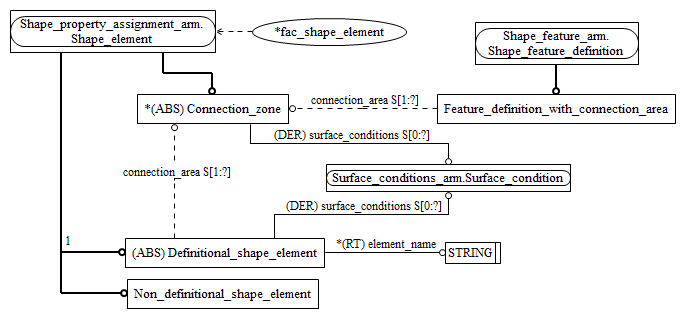 Shape_property_assignment_arm.
Shape_element
*fac_shape_element
Shape_feature_arm.
Shape_feature_definition
*(ABS) Connection_zone
connection_area S[1:?]
Feature_definition_with_connection_area
(DER) surface_conditions S[0:?]
connection_area S[1:?]
Surface_conditions_arm.Surface_condition
(DER) surface_conditions S[0:?]
1
(ABS) Definitional_shape_element
*(RT) element_name
STRING
Non_definitional_shape_element